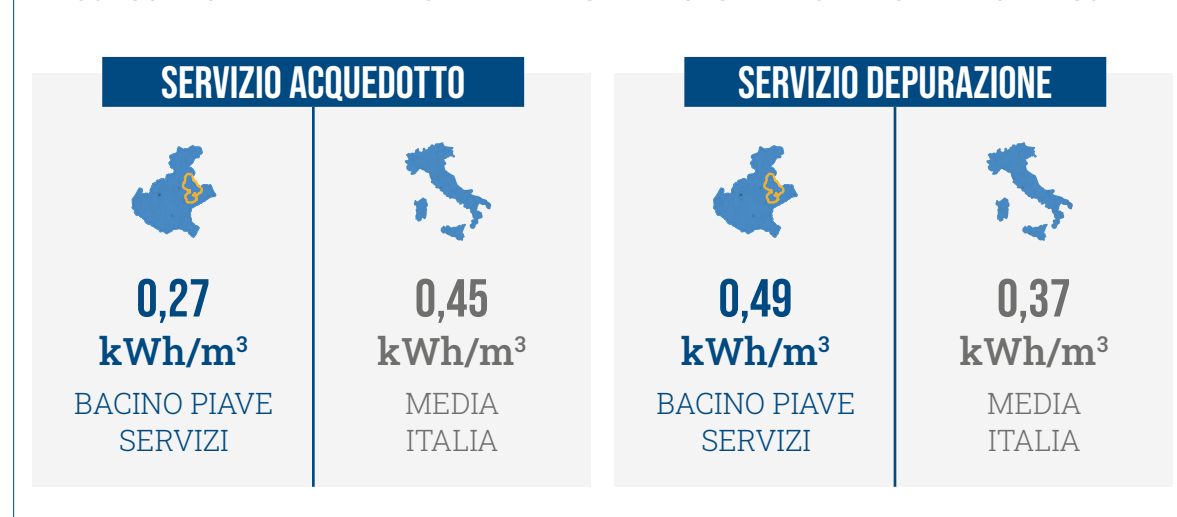 SERVIZIO ACQUEDOTTO
0,27
kWh/m³
BACINO PIAVE
SERVIZI
0,45
kWh/m³
MEDIA
ITALIA
SERVIZIO DEPURAZIONE
0,49
kWh/m³
BACINO PIAVE
SERVIZI
0,37
kWh/m³
MEDIA
ITALIA